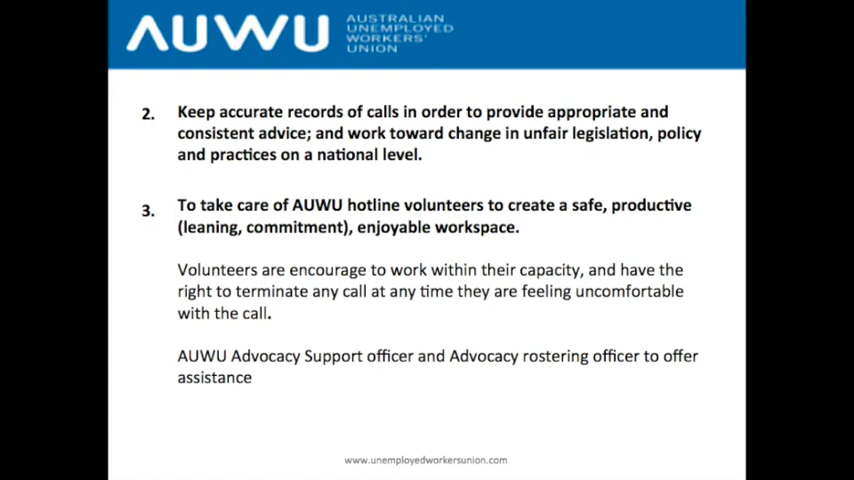 AUWU
AUSTRALIAN
UNEMPLOYED
WORKERS'
UNION
2. Keep accurate records of calls in order to provide appropriate and
consistent advice; and work toward change in unfair legislation, policy
and practices on a national level.
3. To take care of AUWU hotline volunteers to create a safe, productive
(leaning, commitment), enjoyable workspace.
Volunteers are encourage to work within their capacity, and have the
right to terminate any call at any time they are feeling uncomfortable
with the call.
AUWU Advocacy Support officer and Advocacy rostering officer to offer
assistance
www.unemployedworkersunion.com